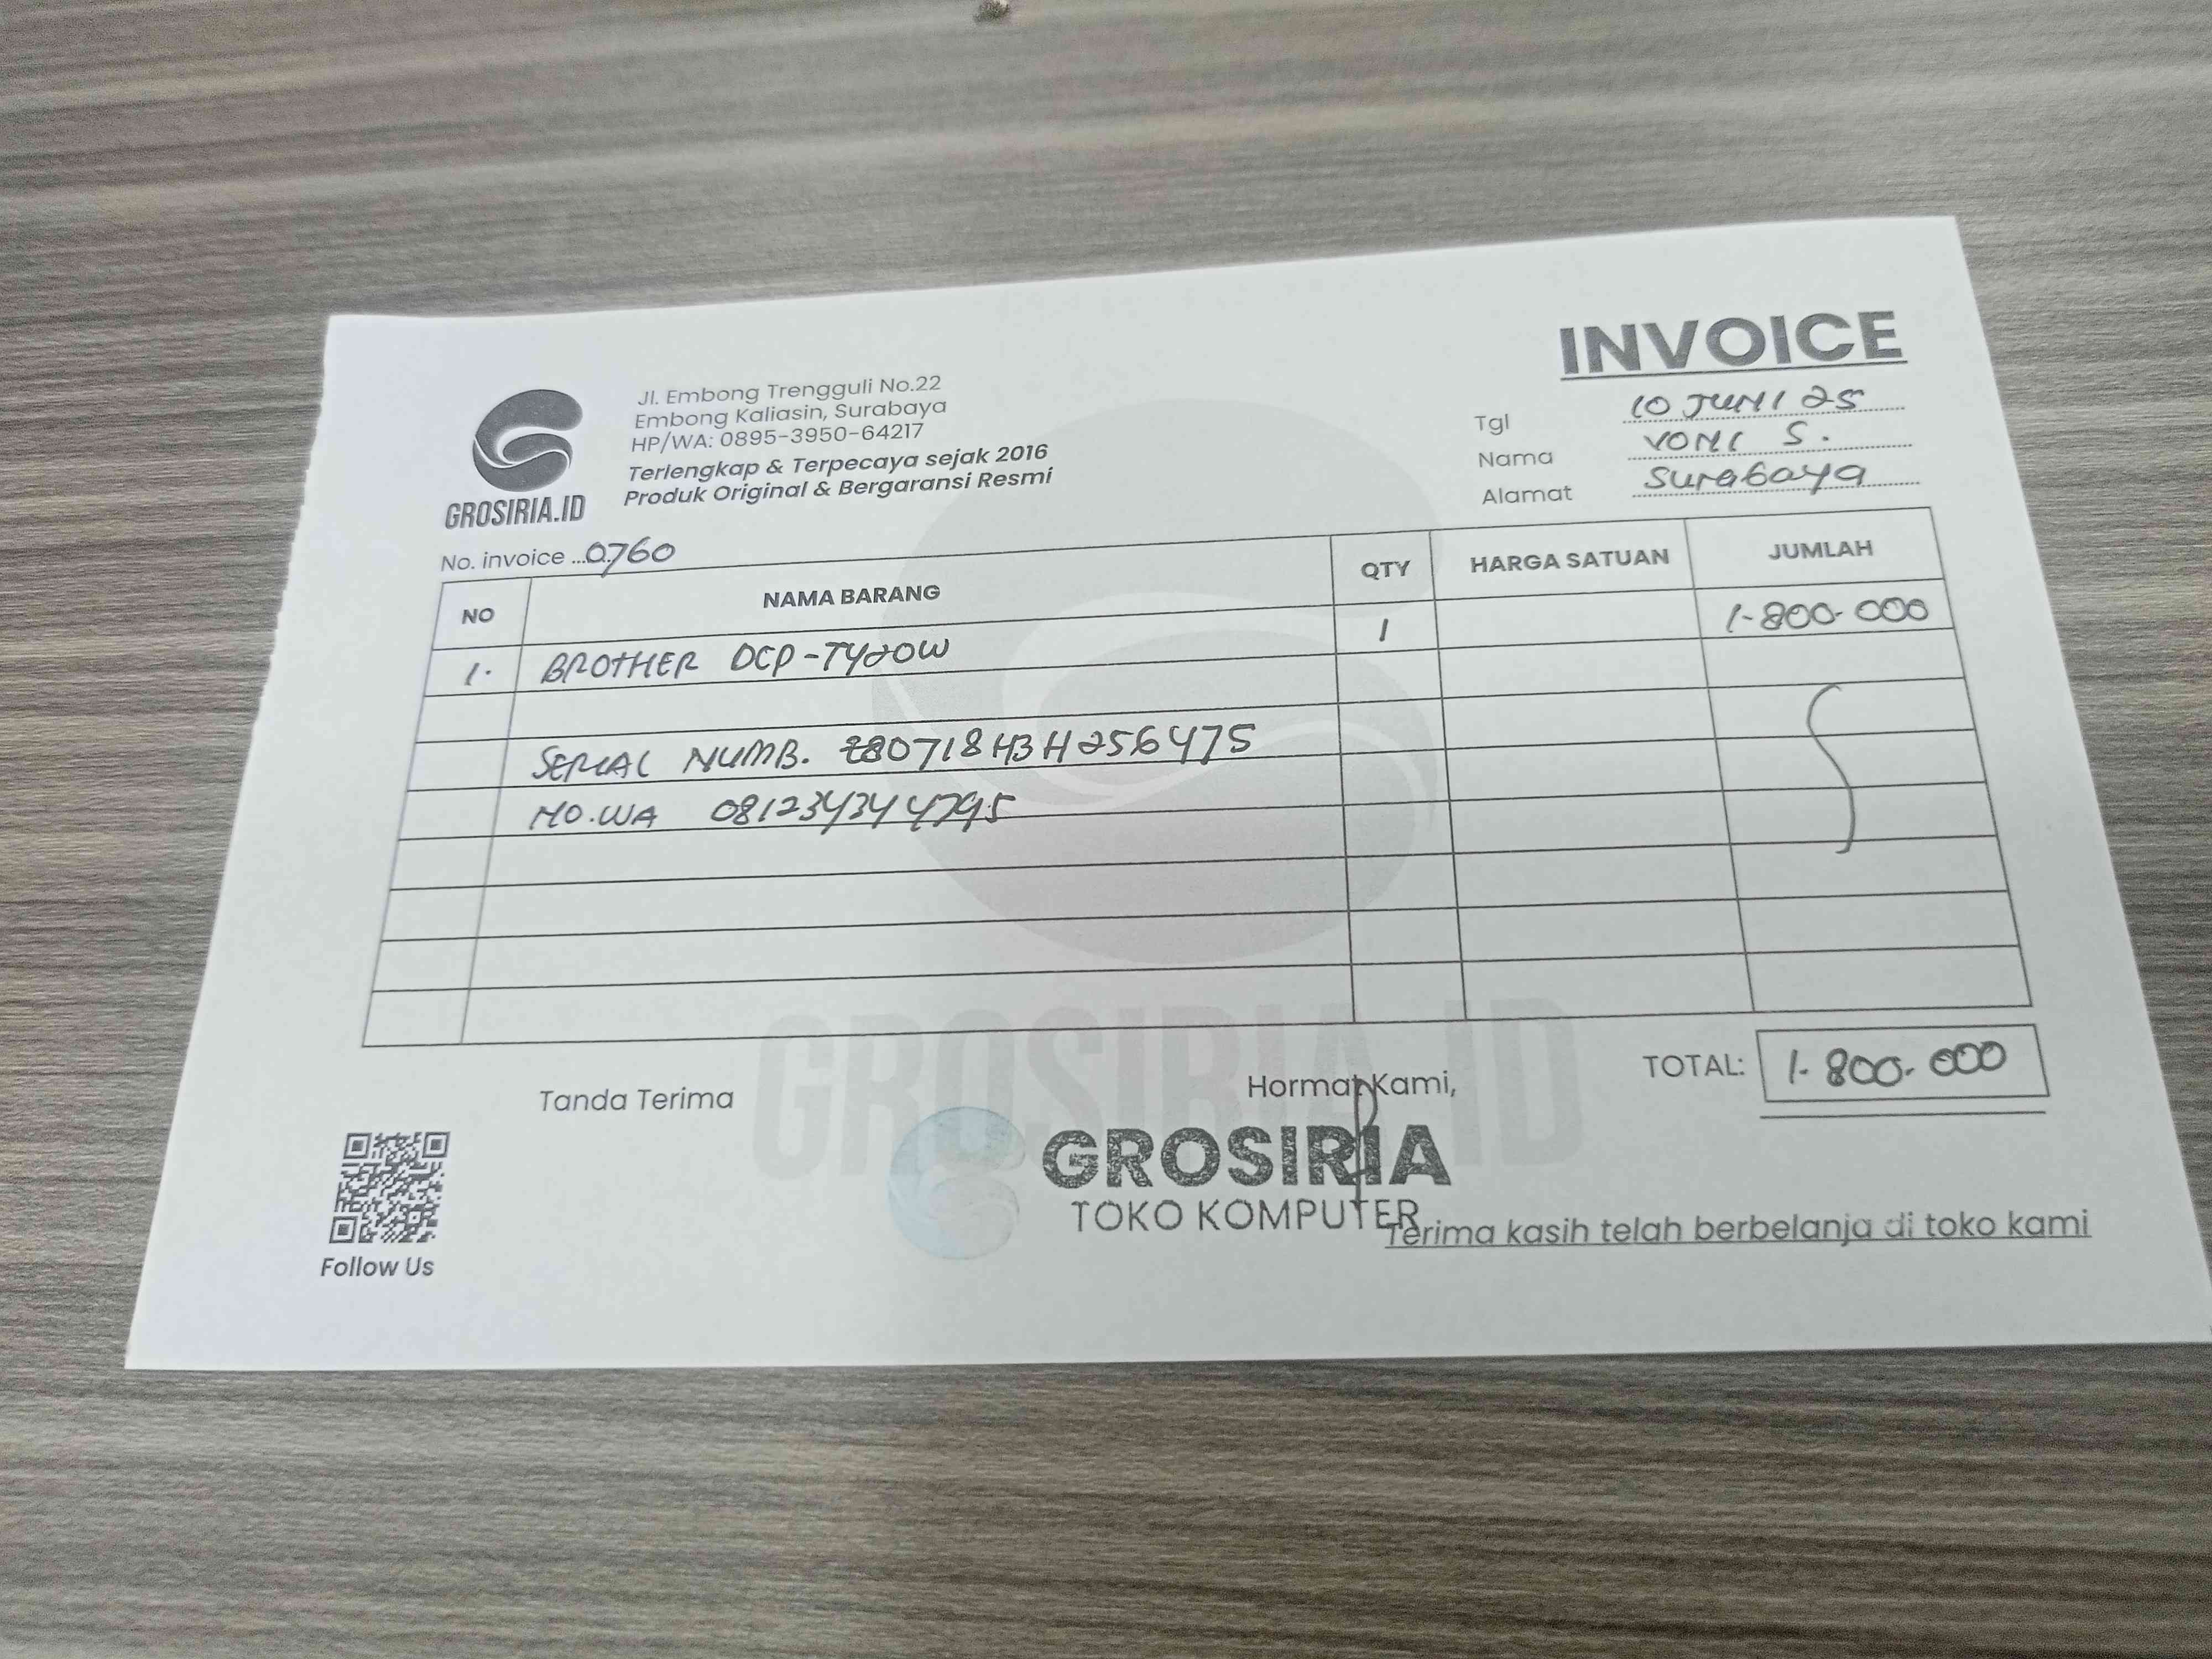 INVOICE
Jl. Embong Trengguli No.22
Embong Kaliasin, Surabaya
HP/WA: 0895-3950-64217
Terlengkap & Terpecaya sejak 2016
Produk Original & Bergaransi Resmi
GROSIRIA.ID
Tgl 10 JUNI 25
Nama VONI S.
Alamat Surabaya
No. invoice ...0760
NO NAMA BARANG QTY HARGA SATUAN JUMLAH
1. BROTHER DCP-T420W 1 1.800.000
SERIAL NUMB. E80718H3H256475
NO.WA 081234344795
GROSIRIA.ID
TOTAL: 1.800.000
Tanda Terima
Hormat Kami,
GROSIRIA
TOKO KOMPUTER
Terima kasih telah berbelanja di toko kami
Follow Us